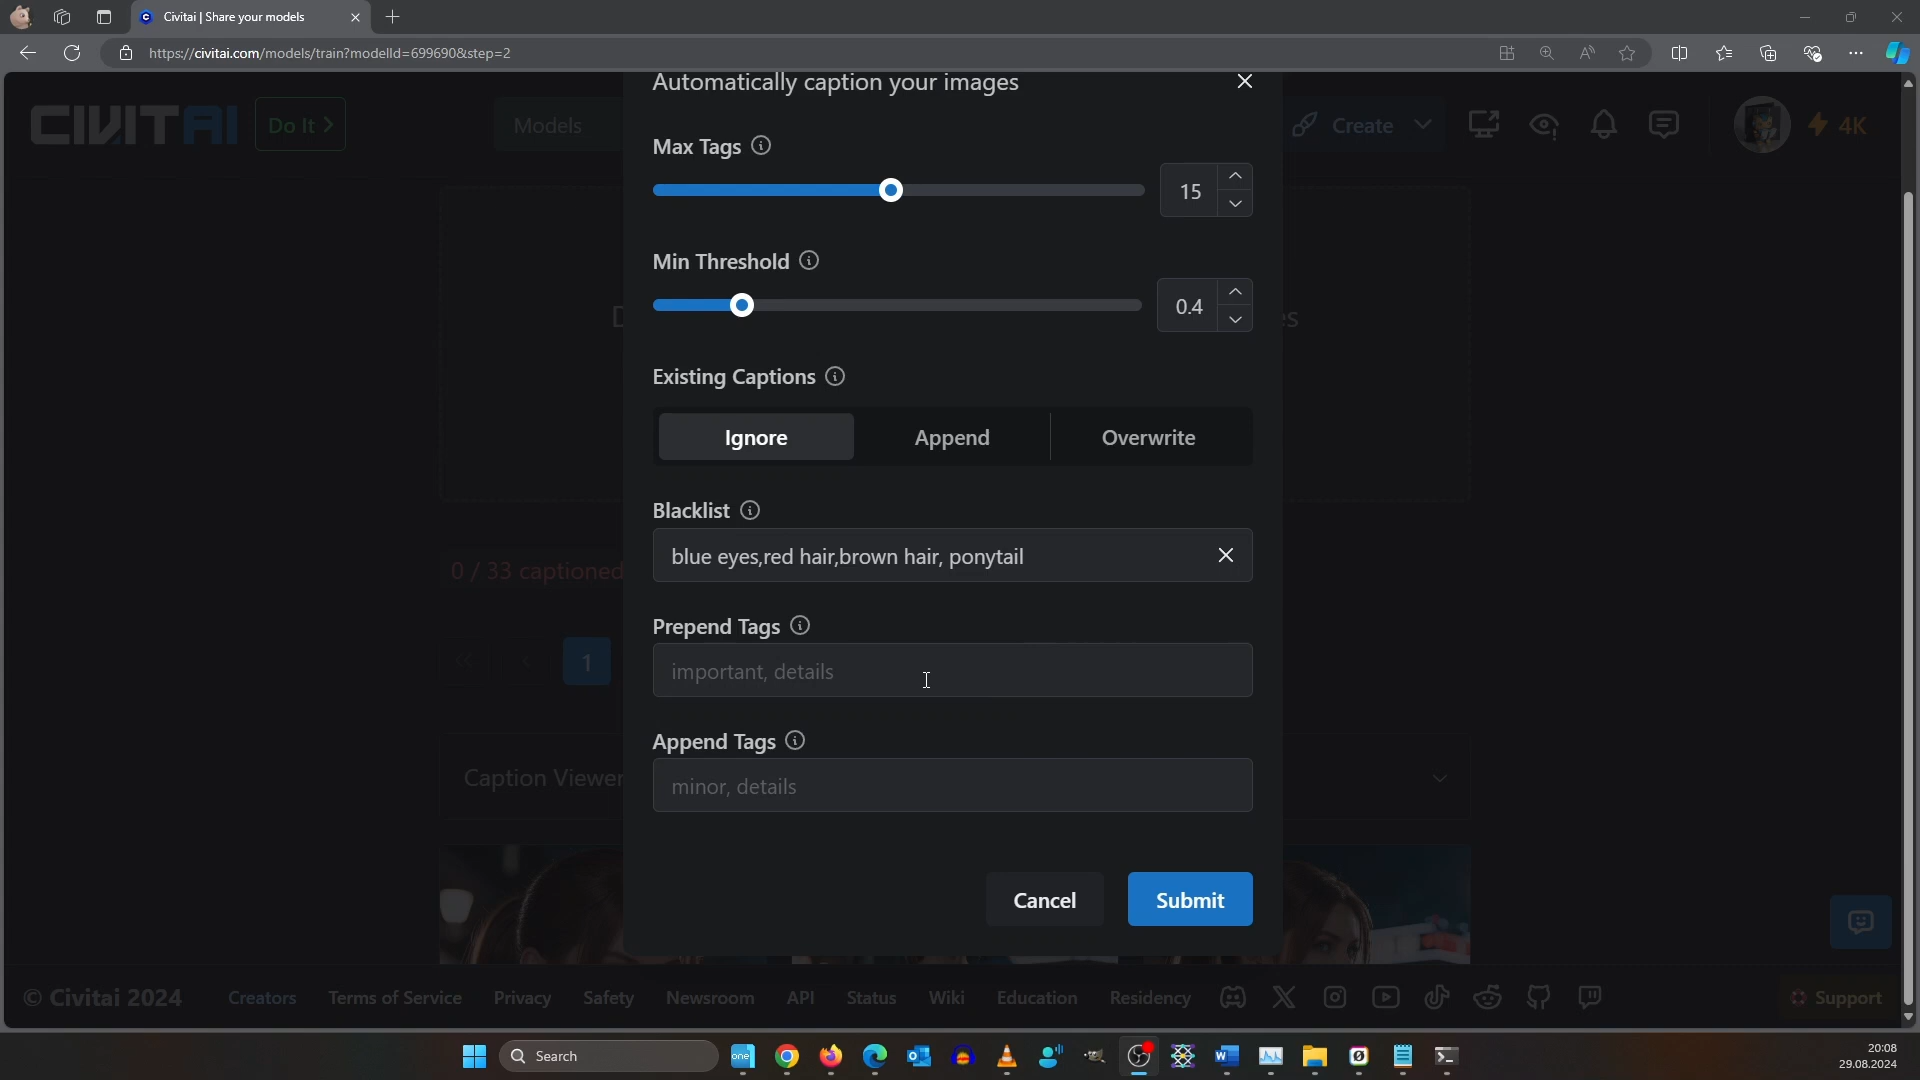 Civitai | Share your models
https://civitai.com/models/train?modelId=699690&step=2
Automatically caption your images
CIVITAI
Do It >
Models
Create
4K
Max Tags
15
Min Threshold
0.4
Existing Captions
Ignore
Append
Overwrite
Blacklist
blue eyes,red hair,brown hair, ponytail
0 / 33 captioned
Prepend Tags
important, details
1
Append Tags
minor, details
Caption Viewer
Cancel
Submit
© Civitai 2024
Creators
Terms of Service
Privacy
Safety
Newsroom
API
Status
Wiki
Education
Residency
Support
Search
one
20:08
29.08.2024